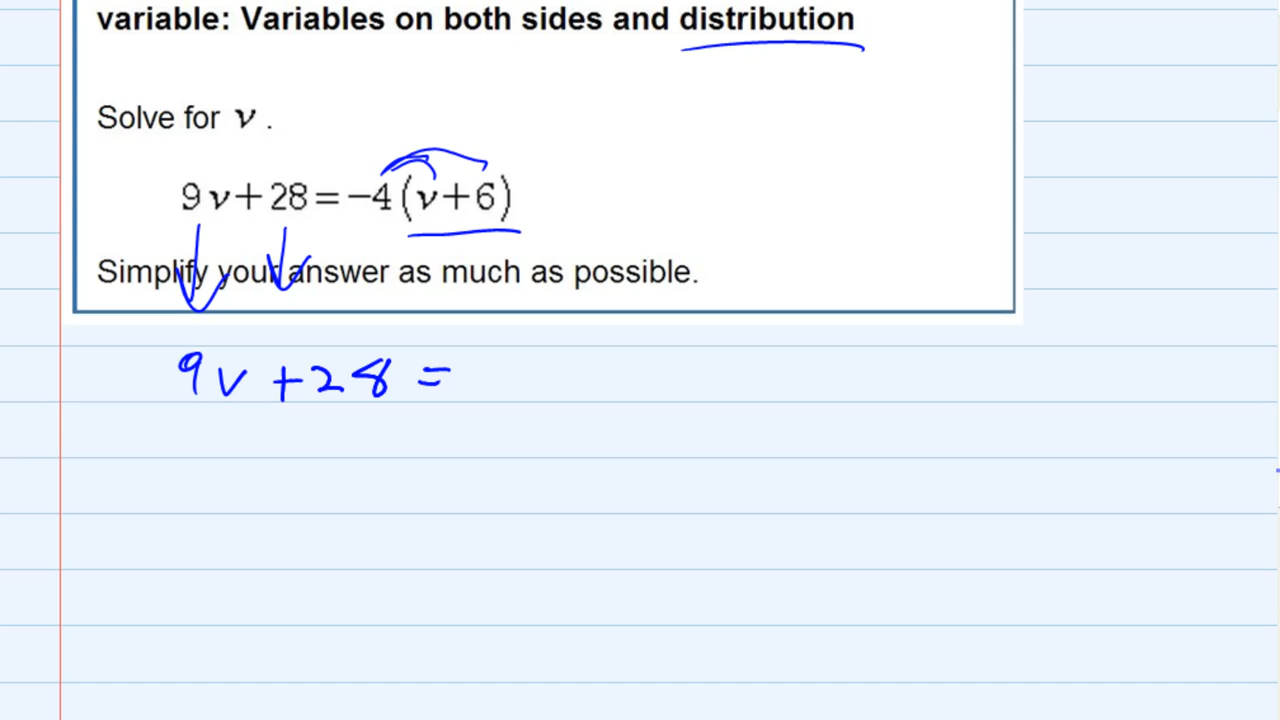 variable: Variables on both sides and distribution
Solve for v .
9v+28=−4(v+6)
Simplify your answer as much as possible.
9v +28 =